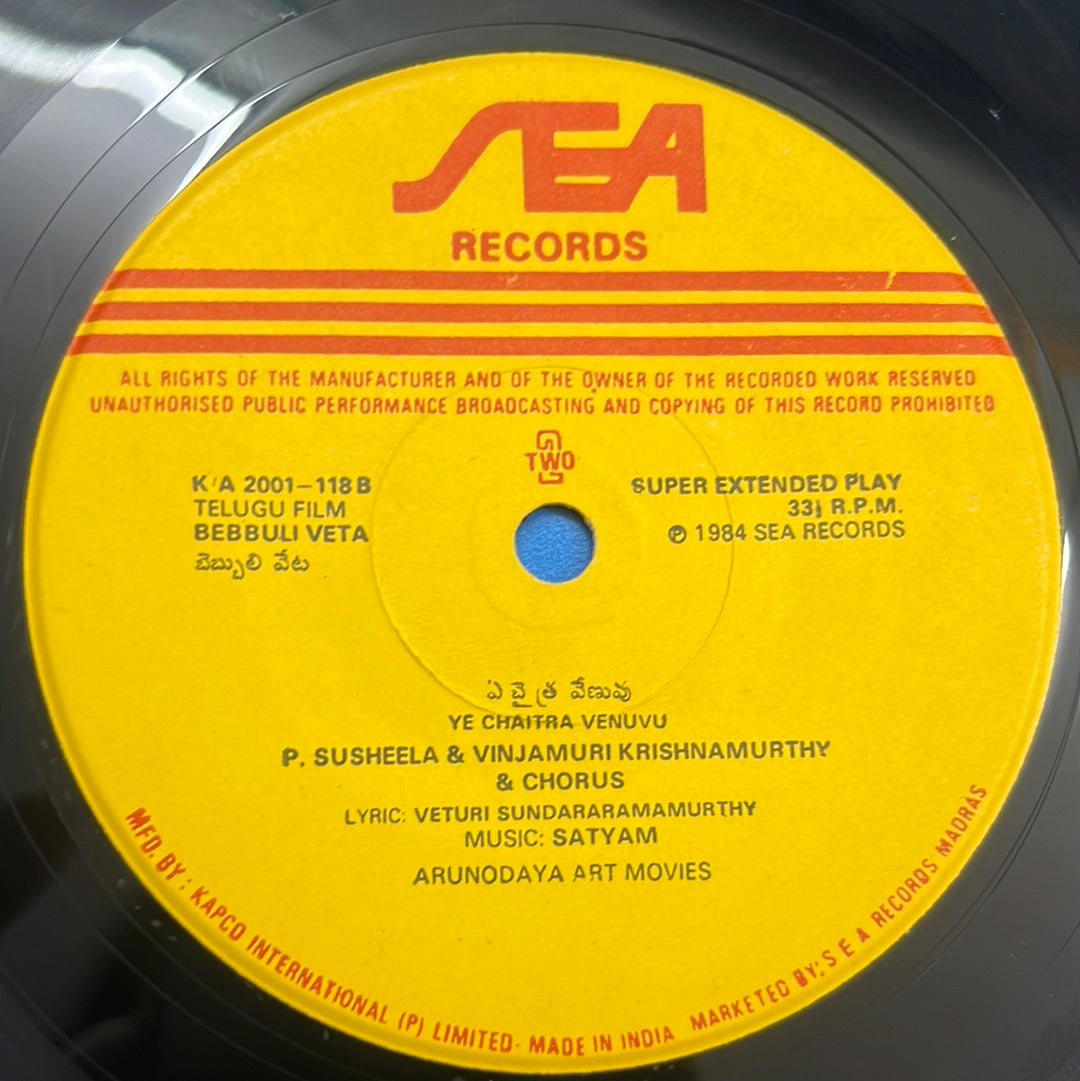 SEA
RECORDS
ALL RIGHTS OF THE MANUFACTURER AND OF THE OWNER OF THE RECORDED WORK RESERVED
UNAUTHORISED PUBLIC PERFORMANCE BROADCASTING AND COPYING OF THIS RECORD PROHIBITED
2
TWO
K/A 2001-118 B
TELUGU FILM
BEBBULI VETA
బెబ్బులి వేట
SUPER EXTENDED PLAY
33⅓ R.P.M.
℗ 1984 SEA RECORDS
ఏ చైత్ర వేణువు
YE CHAITRA VENUVU
P. SUSHEELA & VINJAMURI KRISHNAMURTHY
& CHORUS
LYRIC: VETURI SUNDARARAMAMURTHY
MUSIC: SATYAM
ARUNODAYA ART MOVIES
MFD. BY : KAPCO INTERNATIONAL (P) LIMITED- MADE IN INDIA MARKETED BY: S E A RECORDS MADRAS